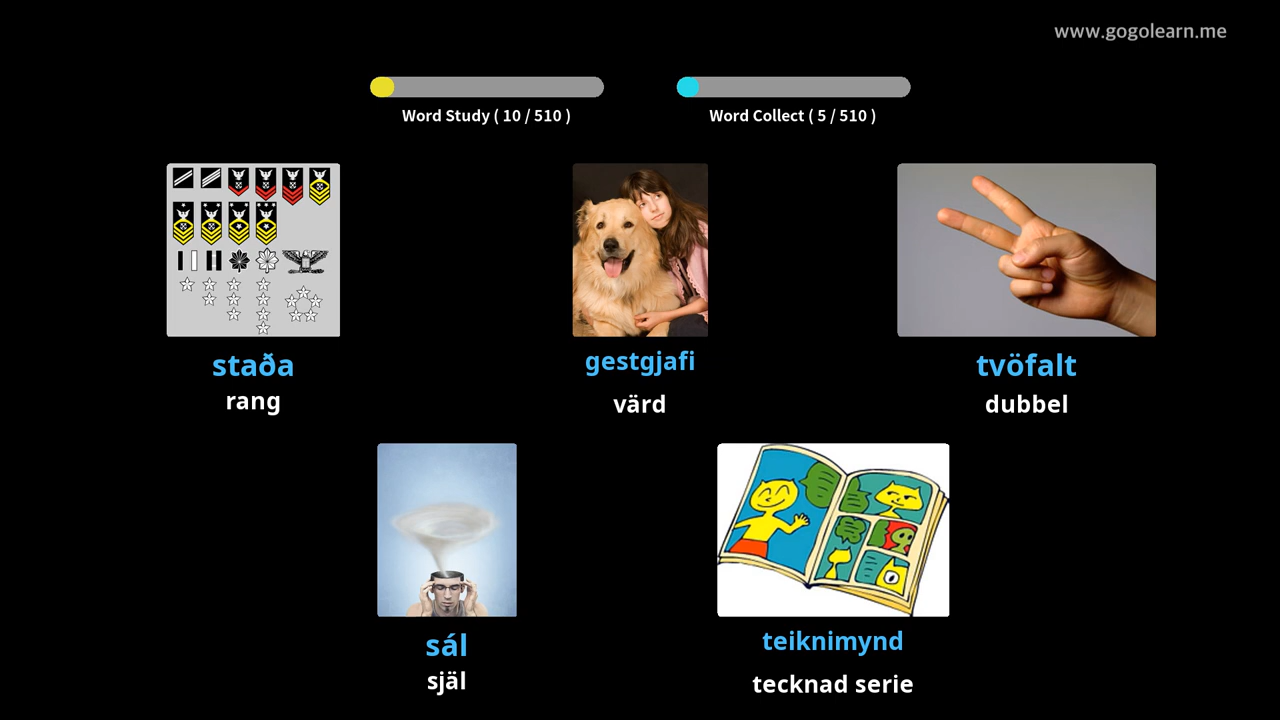 www.gogolearn.me
Word Study ( 10 / 510 )
Word Collect ( 5 / 510 )
staða
rang
gestgjafi
värd
tvöfalt
dubbel
sál
själ
teiknimynd
tecknad serie